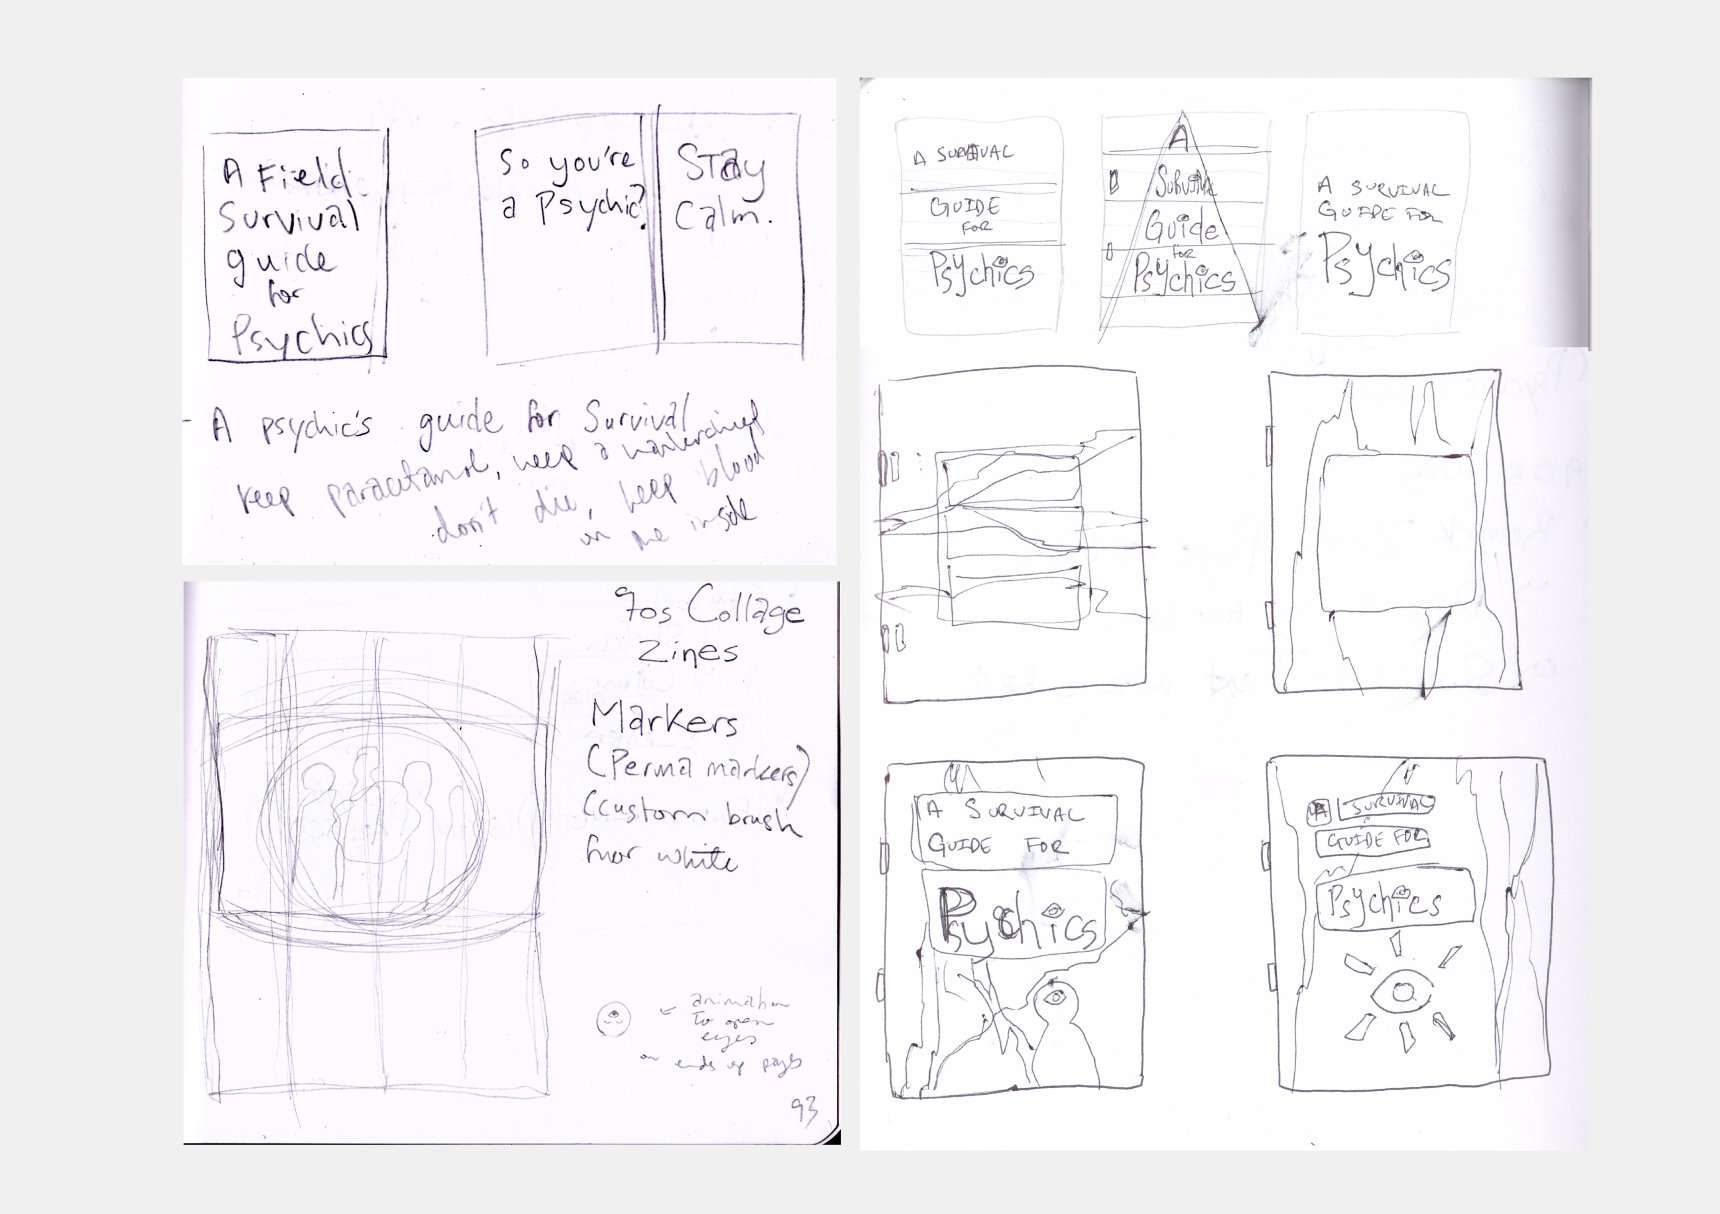 A Field
Survival
guide
for
Psychics
So you're
a Psychic?
Stay
Calm.
- A psychic's guide for Survival
keep paracetamol, keep a
don't die, keep blood
inside
90s Collage
Zines
Markers
(Perma markers)
(custom brush
for white
animation
to open
eyes
on ends of pages
93
A SURVIVAL
GUIDE
FOR
PsYchics
A
Survival
Guide
for
PsYchics
A SURVIVAL
GUIDE FOR
PsYchics
A SURVIVAL
GUIDE FOR
Psychics
A SURVIVAL
GUIDE FOR
PsYchics